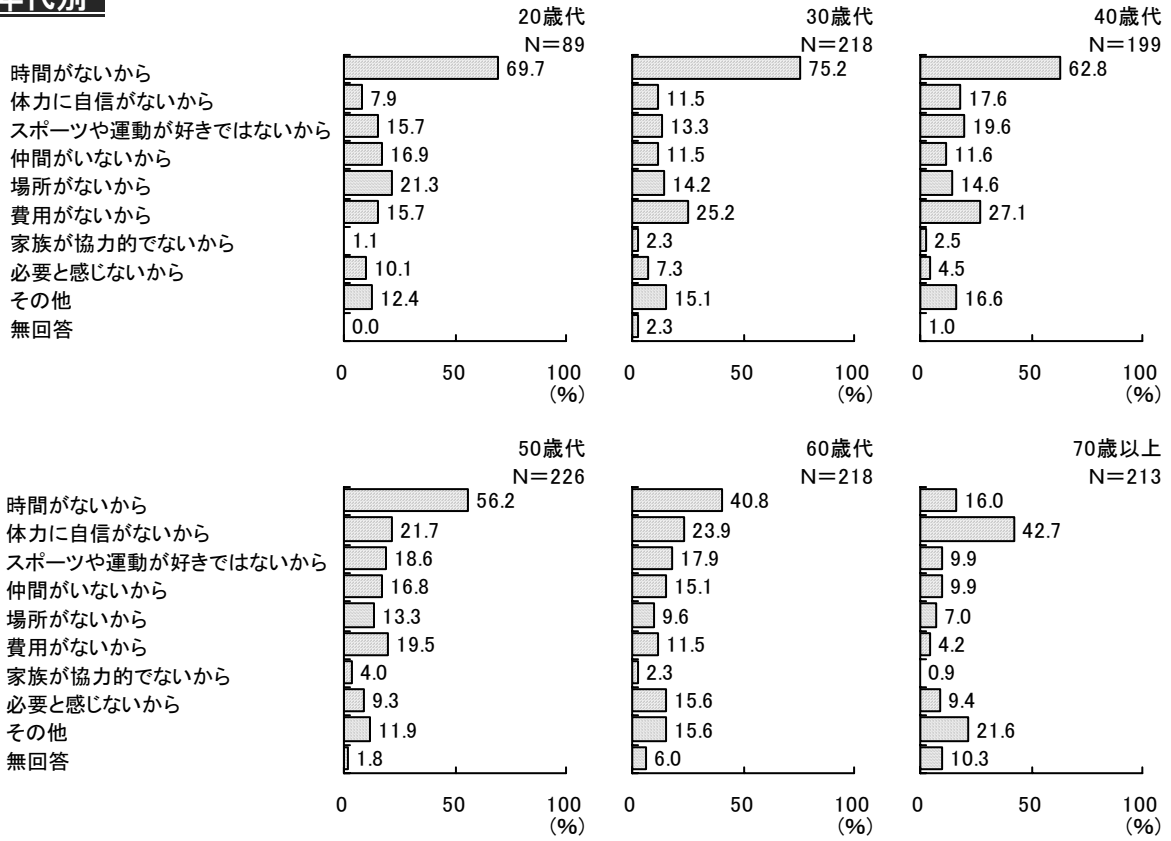 年代別
20歳代 30歳代 40歳代
N=89 N=218 N=199
時間がないから 69.7 75.2 62.8
体力に自信がないから 7.9 11.5 17.6
スポーツや運動が好きではないから 15.7 13.3 19.6
仲間がいないから 16.9 11.5 11.6
場所がないから 21.3 14.2 14.6
費用がないから 15.7 25.2 27.1
家族が協力的でないから 1.1 2.3 2.5
必要と感じないから 10.1 7.3 4.5
その他 12.4 15.1 16.6
無回答 0.0 2.3 1.0
0 50 100 0 50 100 0 50 100
(%) (%) (%)
50歳代 60歳代 70歳以上
N=226 N=218 N=213
時間がないから 56.2 40.8 16.0
体力に自信がないから 21.7 23.9 42.7
スポーツや運動が好きではないから 18.6 17.9 9.9
仲間がいないから 16.8 15.1 9.9
場所がないから 13.3 9.6 7.0
費用がないから 19.5 11.5 4.2
家族が協力的でないから 4.0 2.3 0.9
必要と感じないから 9.3 15.6 9.4
その他 11.9 15.6 21.6
無回答 1.8 6.0 10.3
0 50 100 0 50 100 0 50 100
(%) (%) (%)